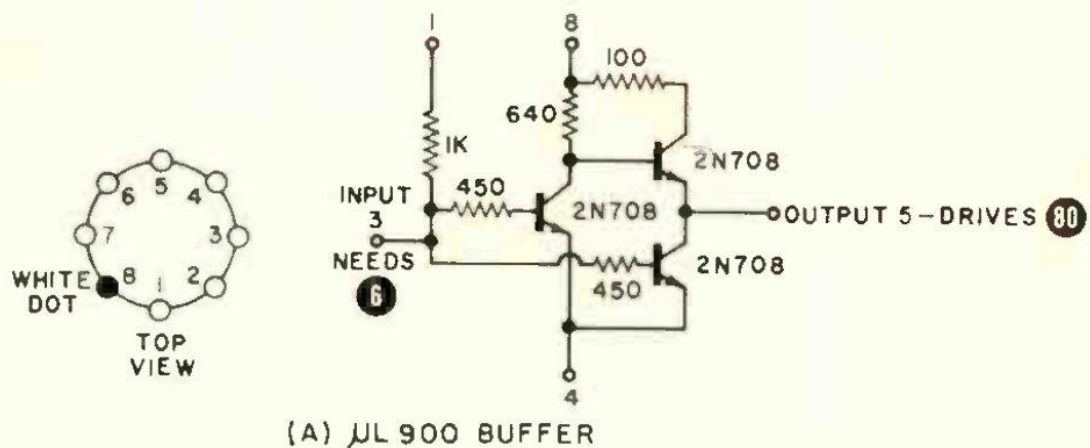 1
8
100
640
1K
2N708
INPUT
3
450
2N708
OUTPUT 5-DRIVES 80
NEEDS
6
450
2N708
4
5
6
4
7
3
WHITE
DOT
8
1
2
TOP
VIEW
(A) µL 900 BUFFER